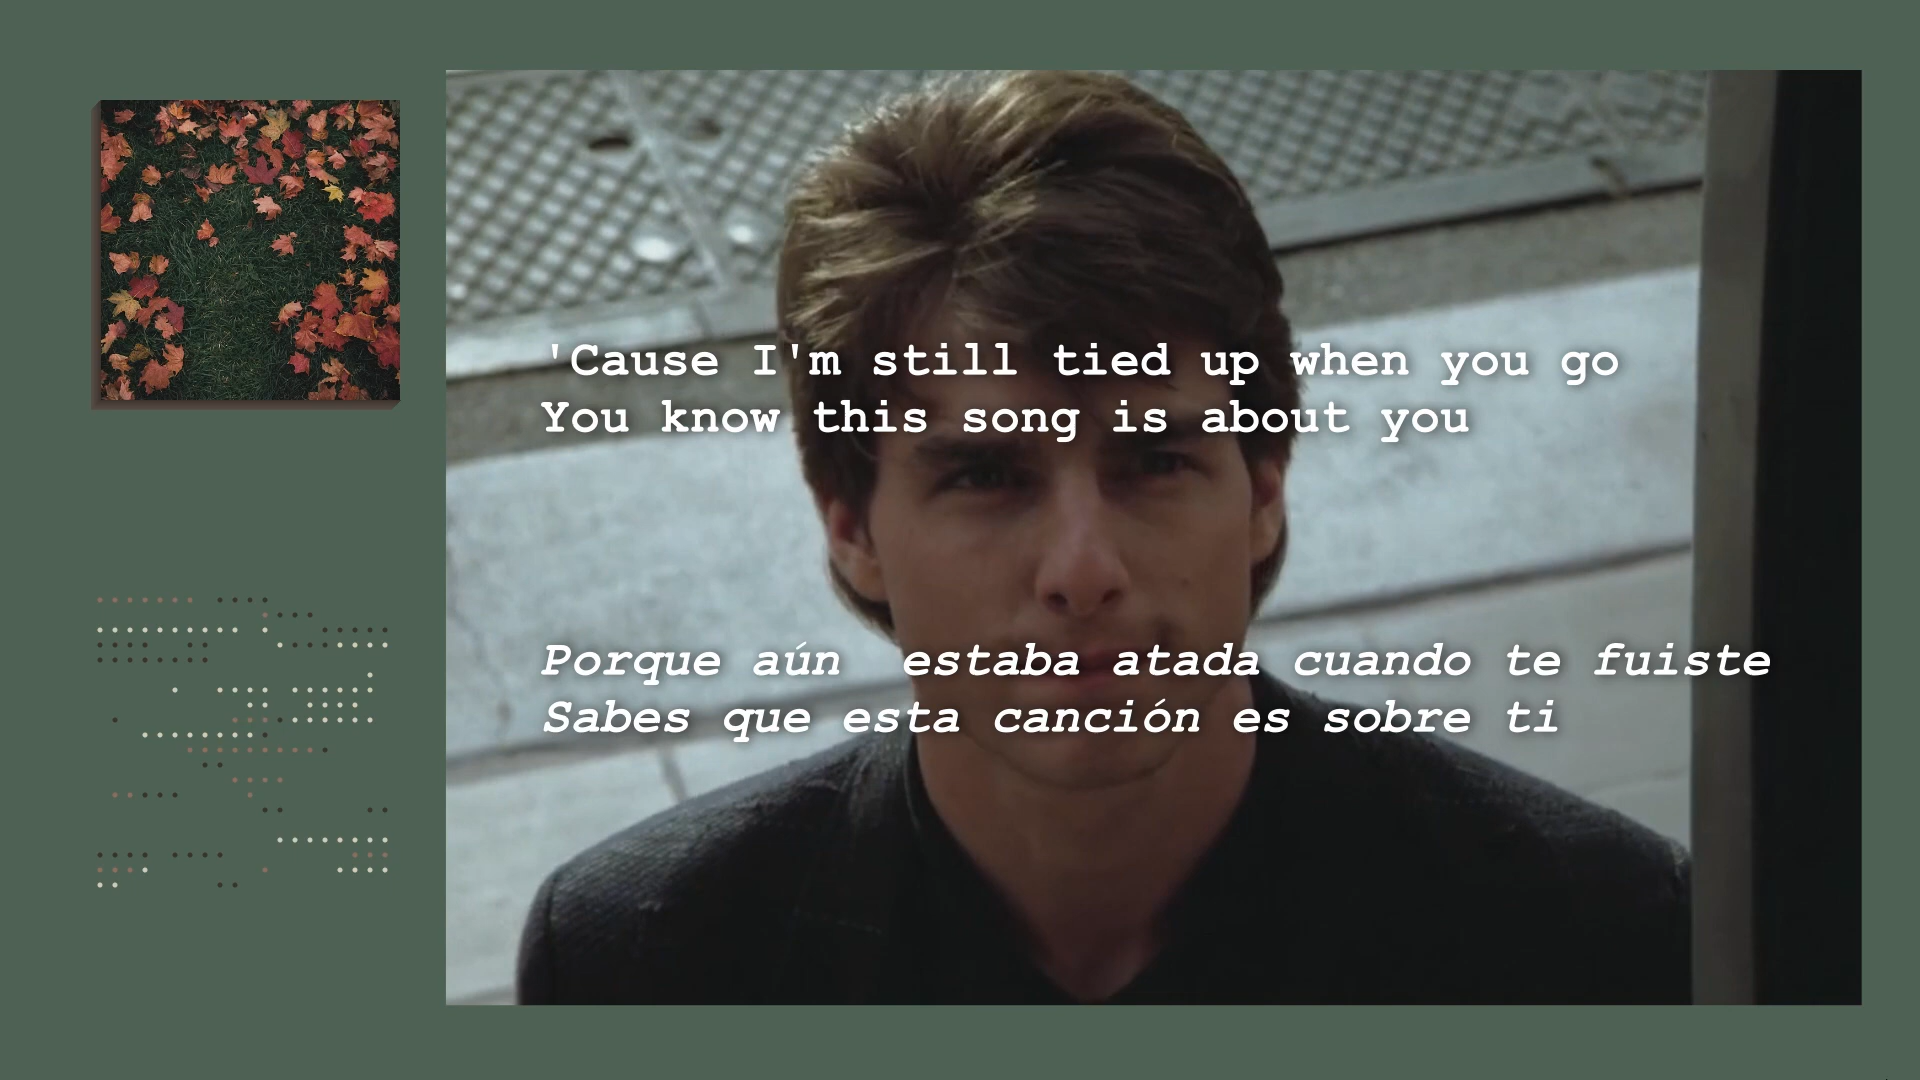 'Cause I'm still tied up when you go
You know this song is about you
Porque aún  estaba atada cuando te fuiste
Sabes que esta canción es sobre ti